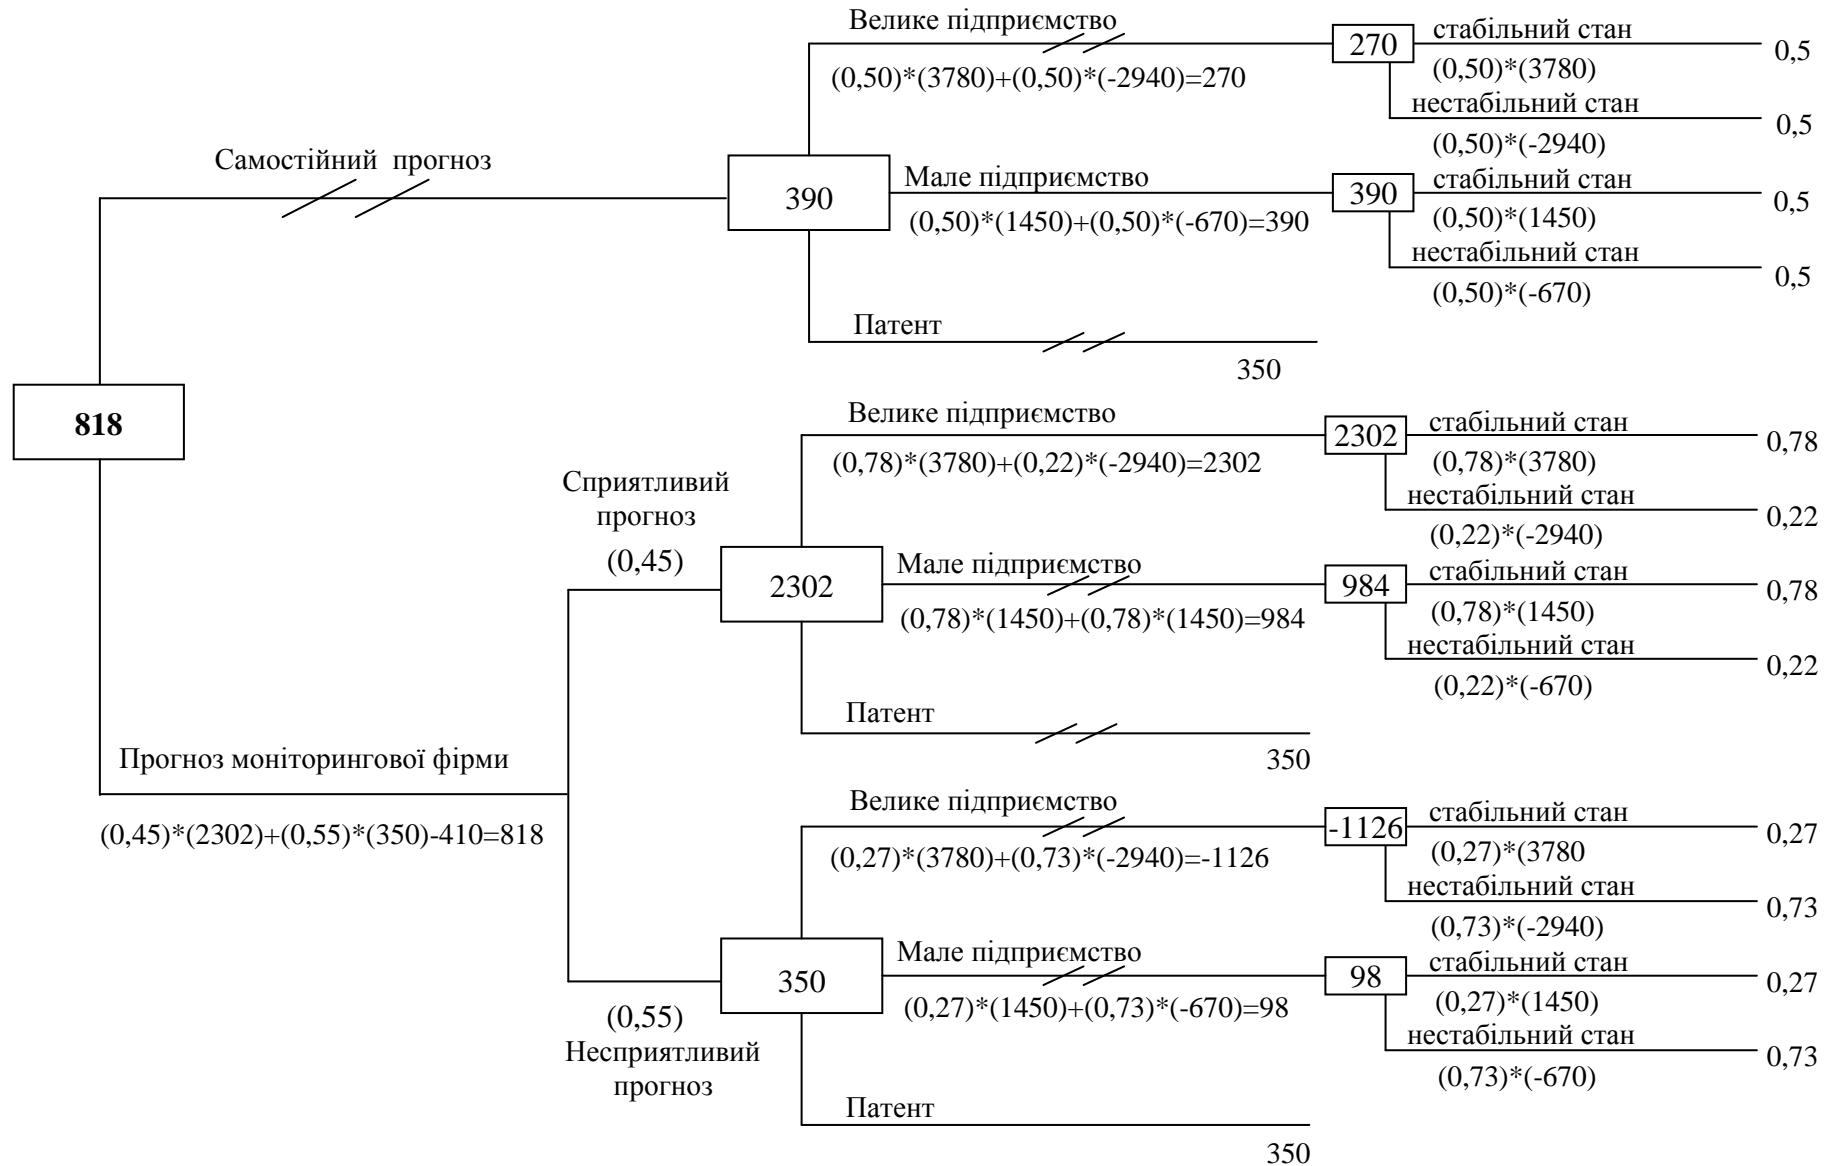 Велике підприємство
(0,50)*(3780)+(0,50)*(-2940)=270
270
стабільний стан
0,5
(0,50)*(3780)
нестабільний стан
0,5
(0,50)*(-2940)
Самостійний прогноз
390
Мале підприємство
(0,50)*(1450)+(0,50)*(-670)=390
390
стабільний стан
0,5
(0,50)*(1450)
нестабільний стан
0,5
(0,50)*(-670)
Патент
350
818
Велике підприємство
(0,78)*(3780)+(0,22)*(-2940)=2302
2302
стабільний стан
0,78
(0,78)*(3780)
нестабільний стан
0,22
(0,22)*(-2940)
Сприятливий
прогноз
(0,45)
2302
Мале підприємство
(0,78)*(1450)+(0,78)*(1450)=984
984
стабільний стан
0,78
(0,78)*(1450)
нестабільний стан
0,22
(0,22)*(-670)
Патент
350
Прогноз моніторингової фірми
(0,45)*(2302)+(0,55)*(350)-410=818
Велике підприємство
(0,27)*(3780)+(0,73)*(-2940)=-1126
-1126
стабільний стан
0,27
(0,27)*(3780
нестабільний стан
0,73
(0,73)*(-2940)
350
(0,55)
Несприятливий
прогноз
Мале підприємство
(0,27)*(1450)+(0,73)*(-670)=98
98
стабільний стан
0,27
(0,27)*(1450)
нестабільний стан
0,73
(0,73)*(-670)
Патент
350